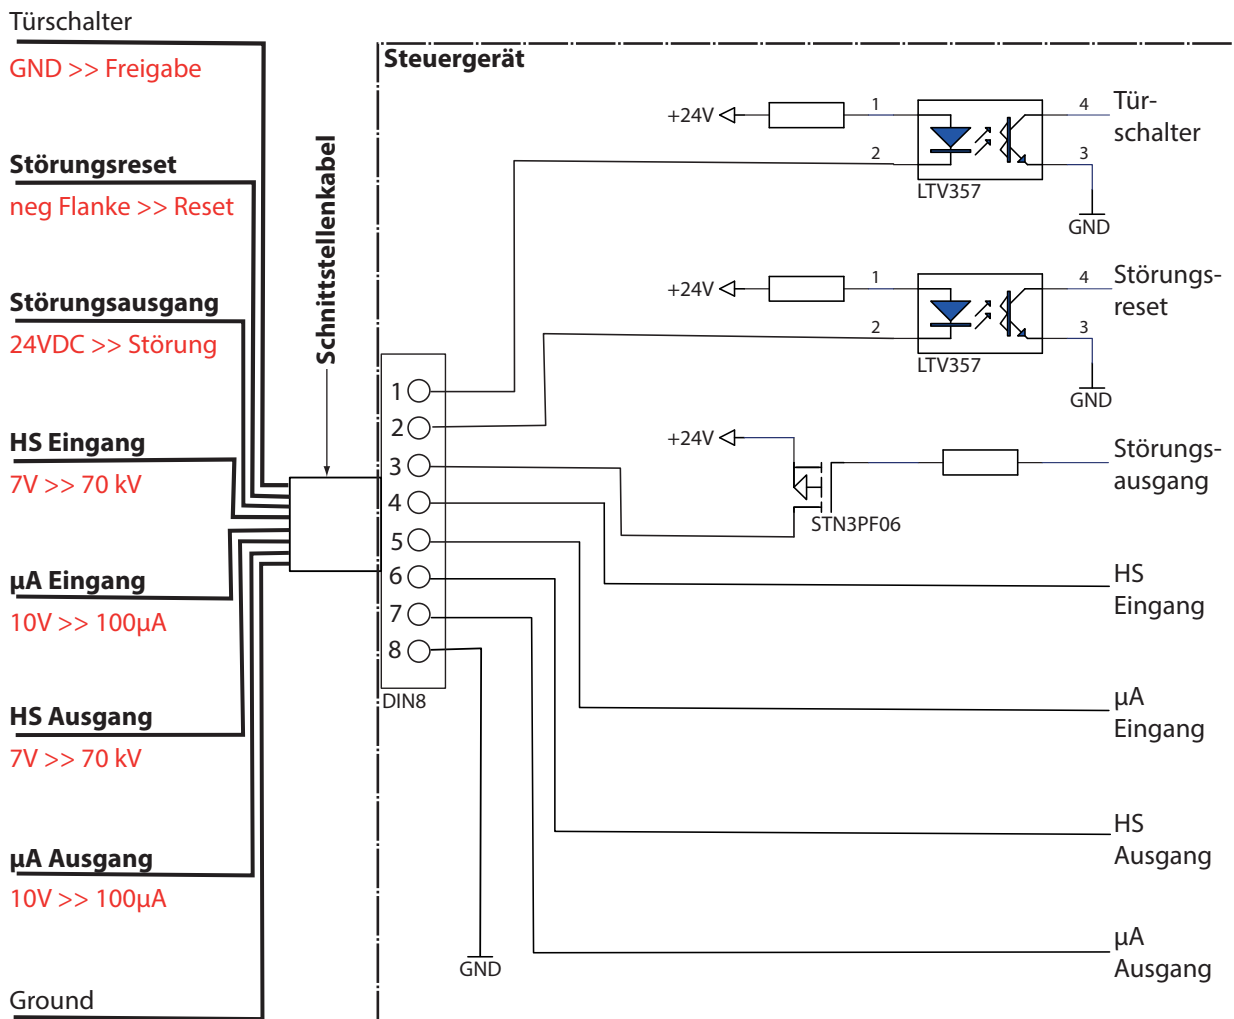 Türschalter
GND >> Freigabe
Störungsreset
neg Flanke >> Reset
Störungsausgang
24VDC >> Störung
HS Eingang
7V >> 70 kV
µA Eingang
10V >> 100µA
HS Ausgang
7V >> 70 kV
µA Ausgang
10V >> 100µA
Ground
Schnittstellenkabel
Steuergerät
1
2
3
4
5
6
7
8
DIN8
GND
+24V
1
2
4
3
LTV357
GND
Tür-
schalter
+24V
1
2
4
3
LTV357
GND
Störungs-
reset
+24V
STN3PF06
Störungs-
ausgang
HS
Eingang
µA
Eingang
HS
Ausgang
µA
Ausgang